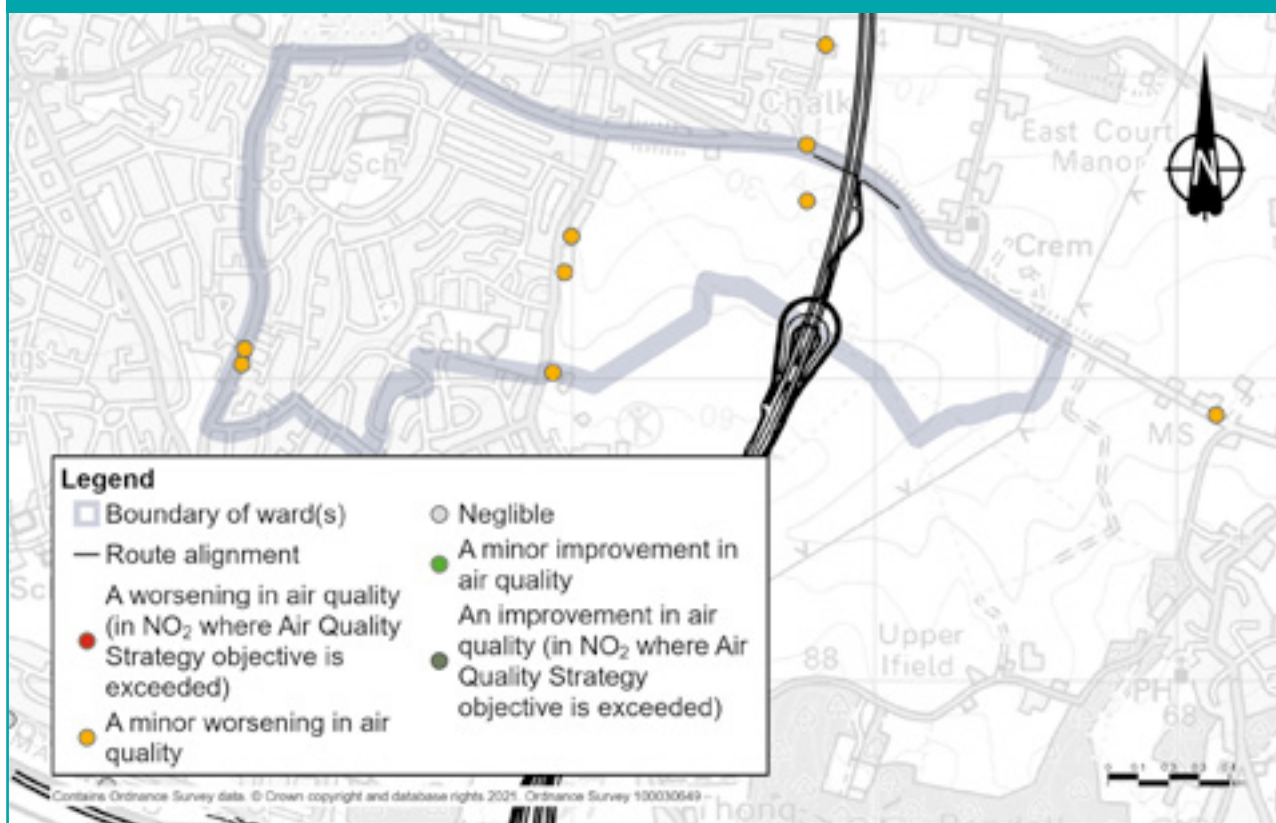 Chalk
East Court
Manor
N
Sch
Crem
Sch
MS
60
Legend
Boundary of ward(s)
Route alignment
A worsening in air quality
(in NO₂ where Air Quality
Strategy objective is
exceeded)
A minor worsening in air
quality
Neglible
A minor improvement in
air quality
An improvement in air
quality (in NO₂ where Air
Quality Strategy
objective is exceeded)
Upper
Ifield
88
PH
68
Contains Ordnance Survey data. © Crown copyright and database rights 2021. Ordnance Survey 100030649